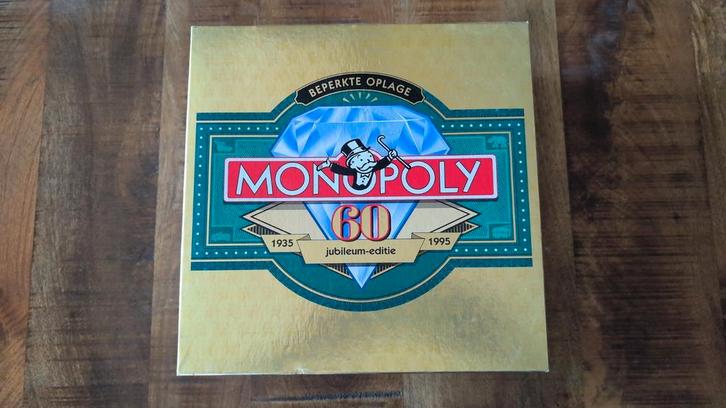 BEPERKTE OPLAGE
MONOPOLY
60
1935
1995
jubileum-editie